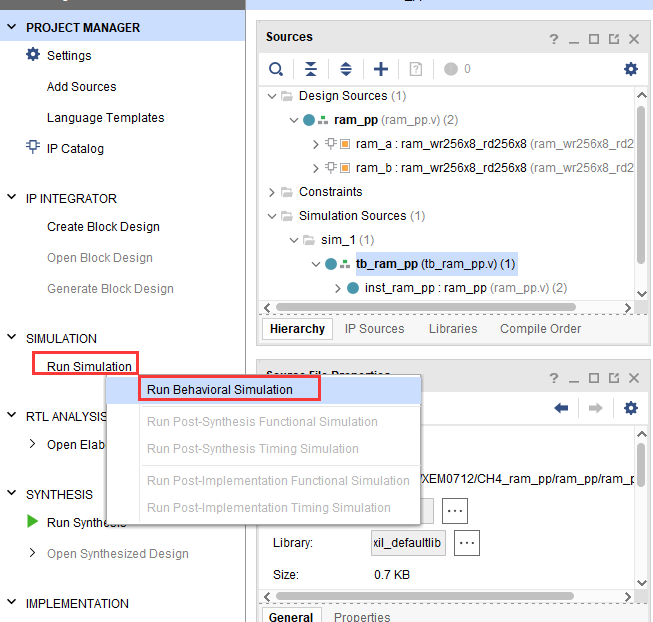 PROJECT MANAGER
Settings
Add Sources
Language Templates
IP Catalog
IP INTEGRATOR
Create Block Design
Open Block Design
Generate Block Design
SIMULATION
Run Simulation
Run Behavioral Simulation
Run Post-Synthesis Functional Simulation
Run Post-Synthesis Timing Simulation
Run Post-Implementation Functional Simulation
Run Post-Implementation Timing Simulation
RTL ANALYSIS
Open Elab
SYNTHESIS
Run Synthesis
Open Synthesized Design
IMPLEMENTATION
Sources
? _
0
Design Sources (1)
ram_pp (ram_pp.v) (2)
ram_a : ram_wr256x8_rd256x8 (ram_wr256x8_rd2
ram_b : ram_wr256x8_rd256x8 (ram_wr256x8_rd2
Constraints
Simulation Sources (1)
sim_1 (1)
tb_ram_pp (tb_ram_pp.v) (1)
inst_ram_pp : ram_pp (ram_pp.v) (2)
Hierarchy IP Sources Libraries Compile Order
Source File Properties
? _
/XEM0712/CH4_ram_pp/ram_pp/ram_p
...
Library: xil_defaultlib ...
Size: 0.7 KB
General Properties